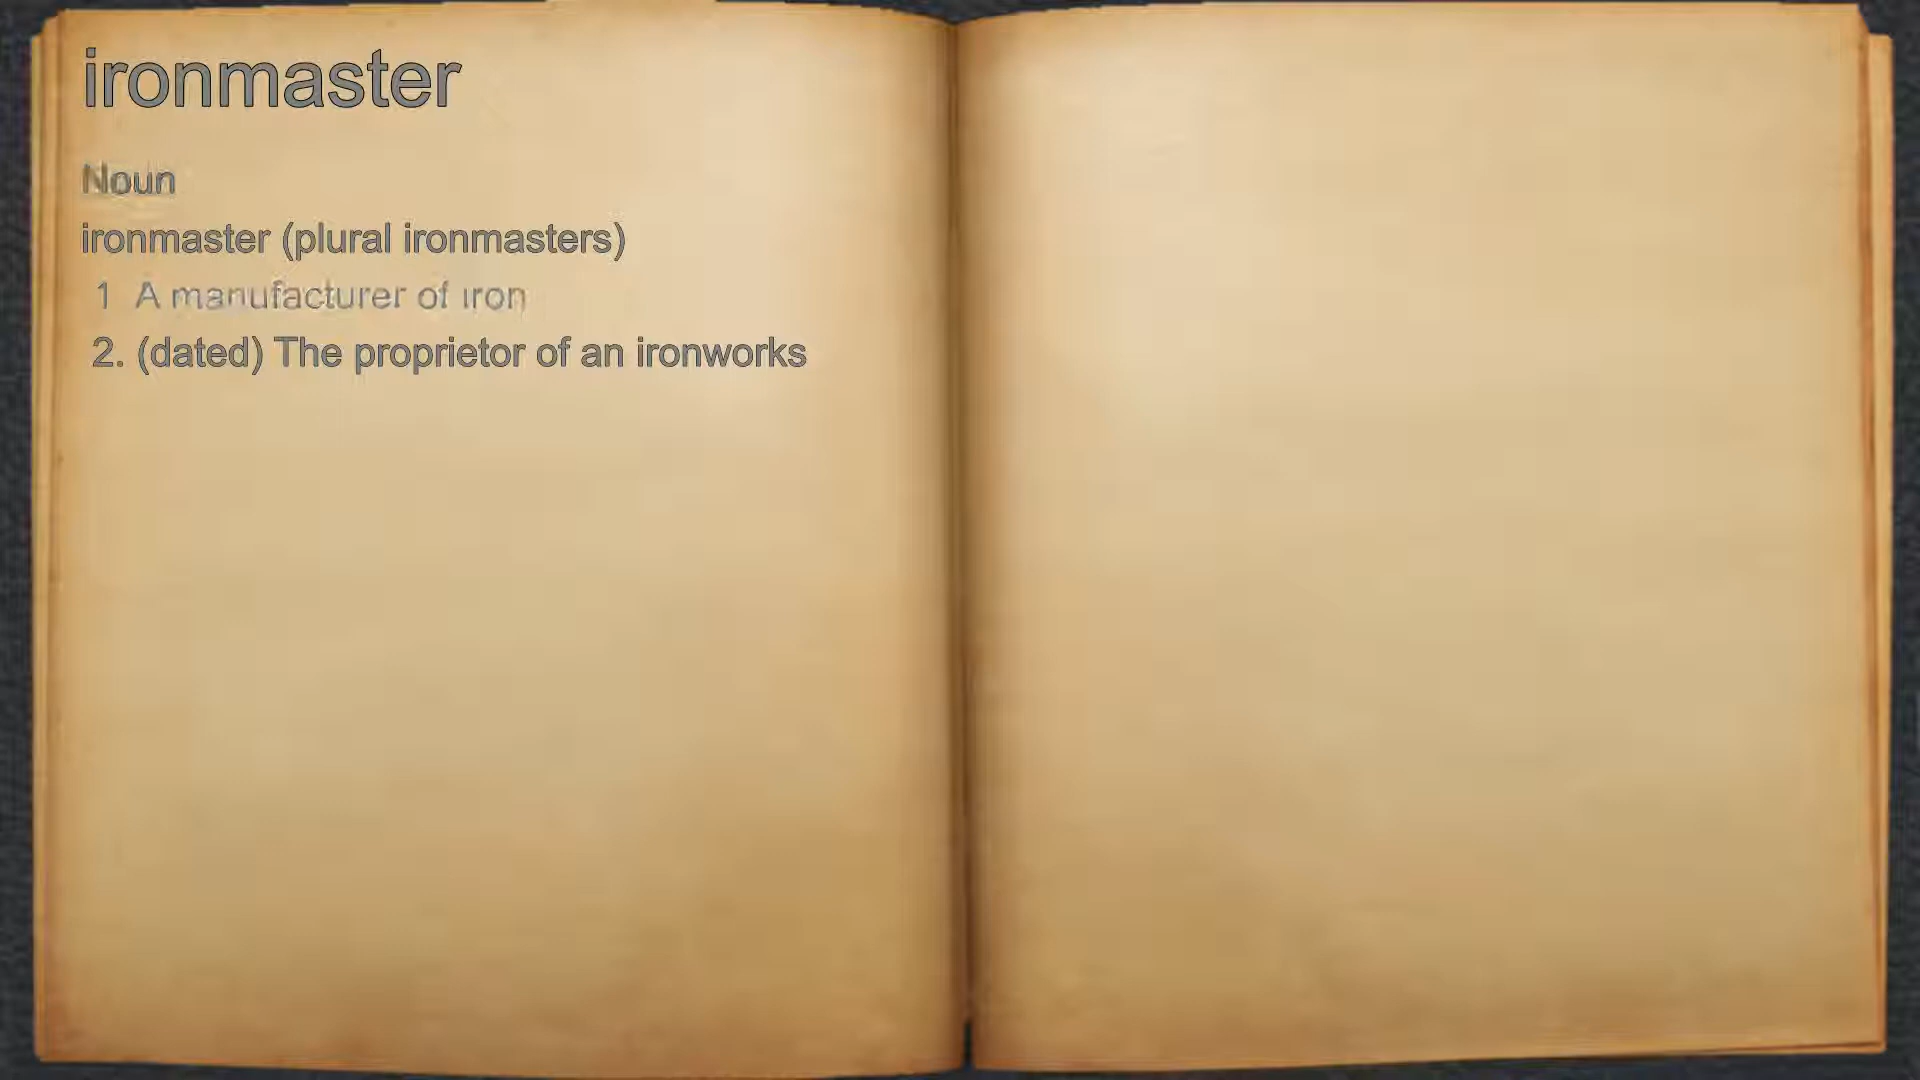 ironmaster
Noun
ironmaster (plural ironmasters)
1 A manufacturer of iron
2. (dated) The proprietor of an ironworks